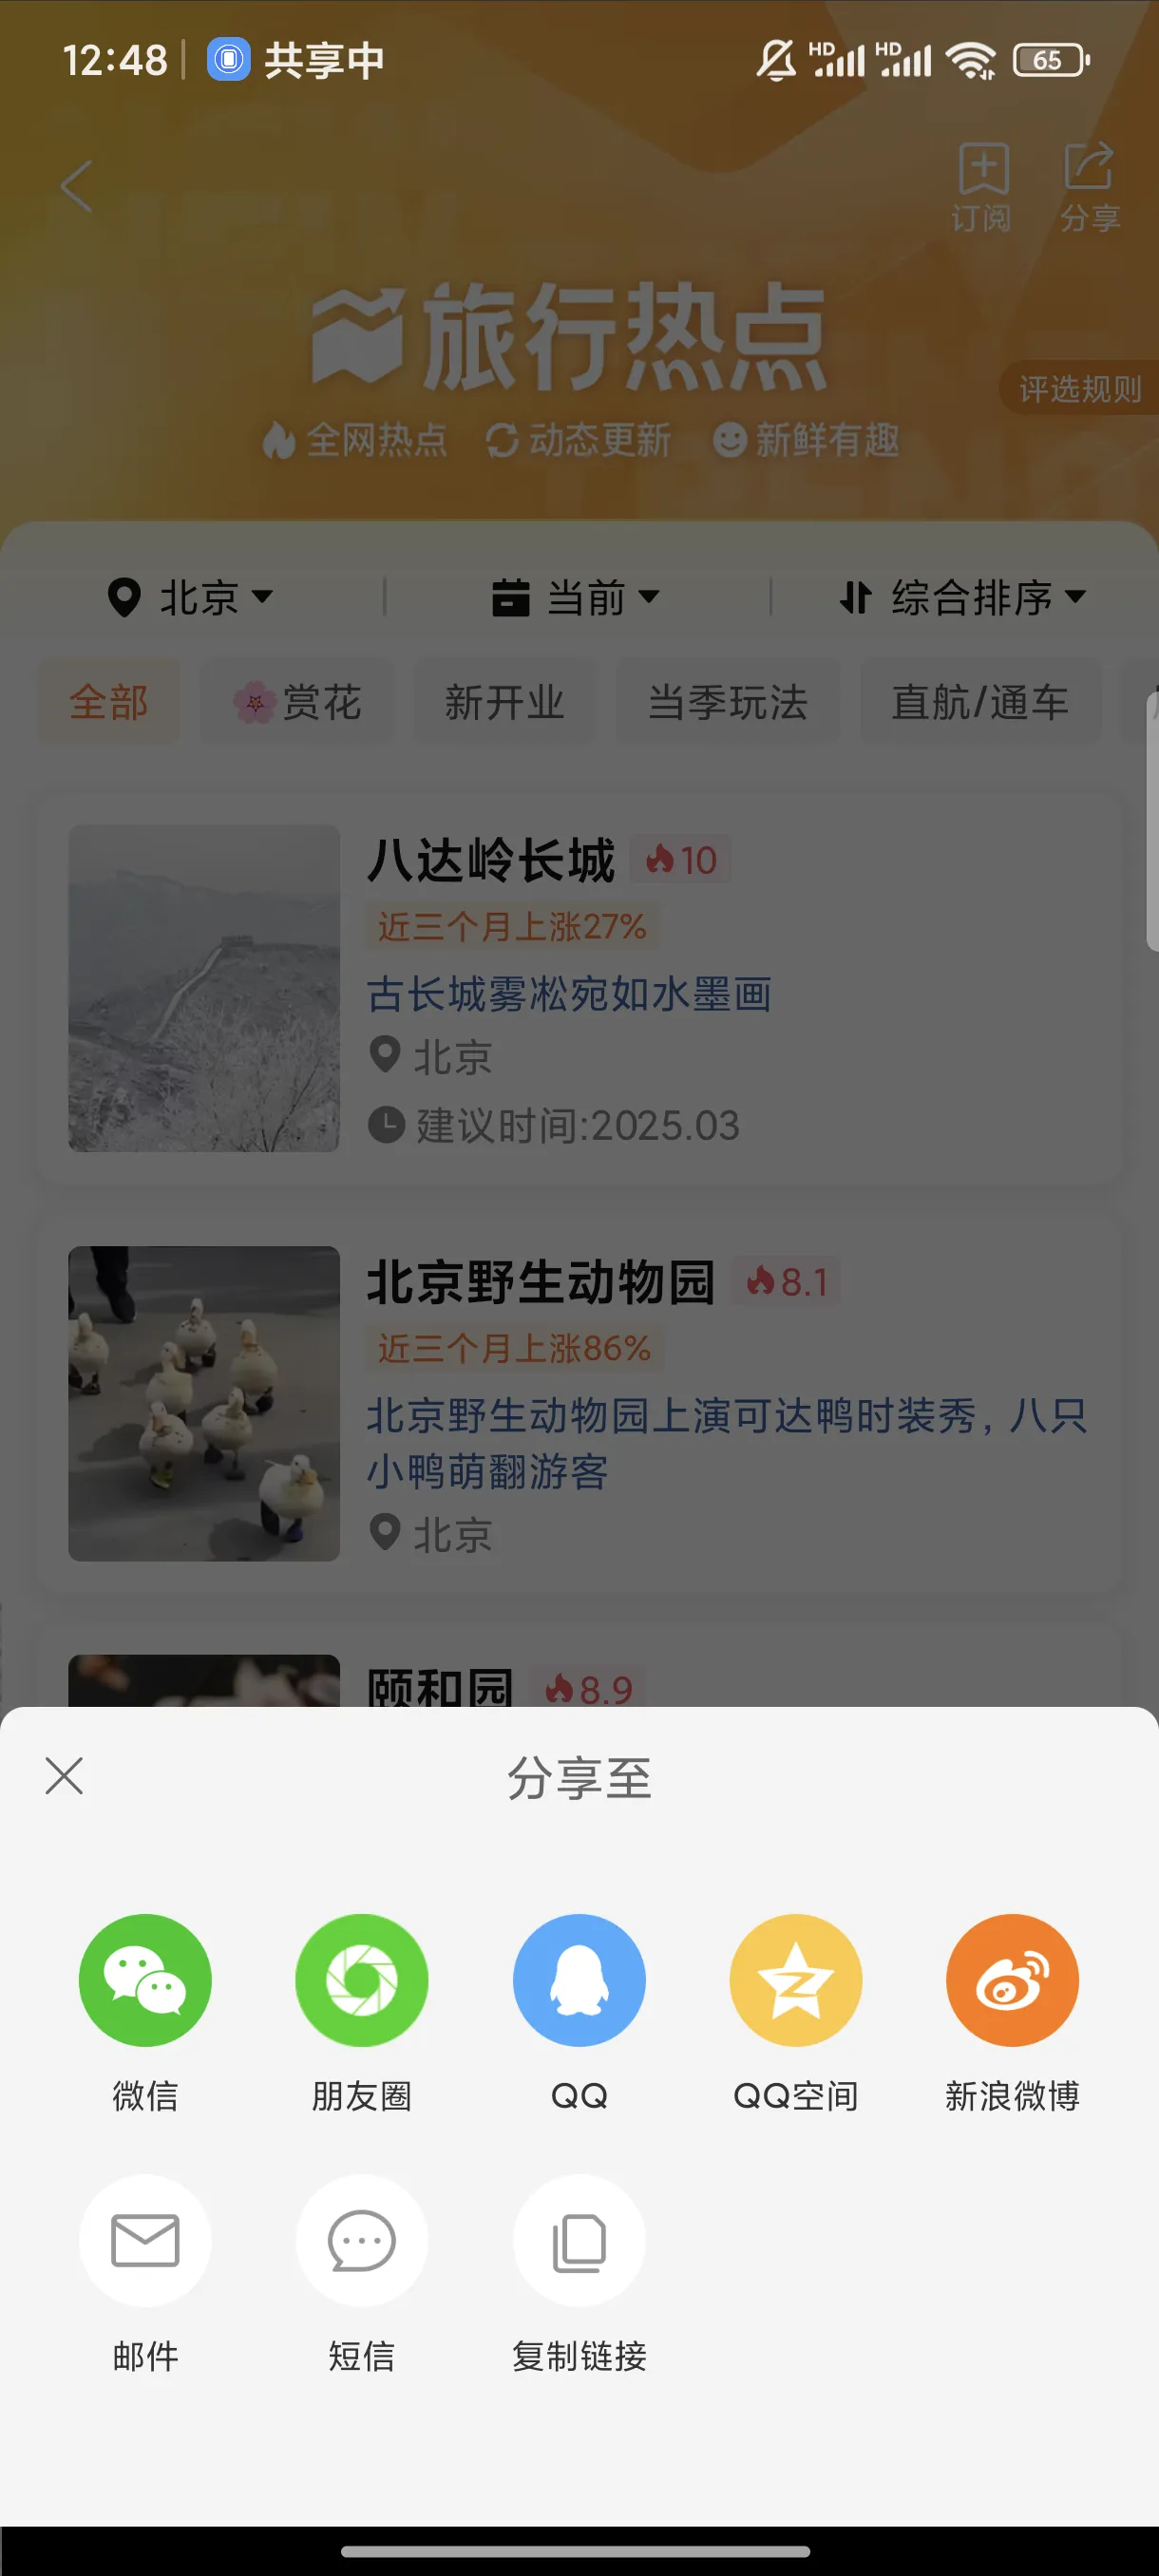 12:48 共享中 HD HD 65
订阅 分享
旅行热点
评选规则
全网热点 动态更新 新鲜有趣
北京 当前 综合排序
全部 赏花 新开业 当季玩法 直航/通车
八达岭长城 10
近三个月上涨27%
古长城雾凇宛如水墨画
北京
建议时间:2025.03
北京野生动物园 8.1
近三个月上涨86%
北京野生动物园上演可达鸭时装秀，八只
小鸭萌翻游客
北京
颐和园 8.9
分享至
微信 朋友圈 QQ QQ空间 新浪微博
邮件 短信 复制链接